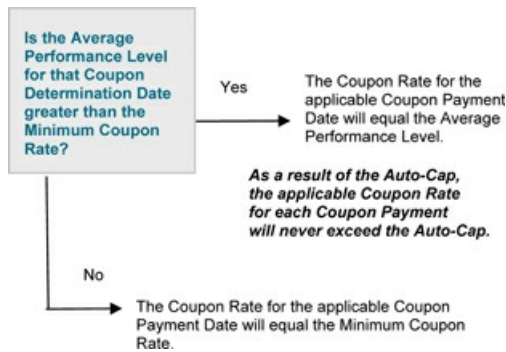 Is the Average
Performance Level
for that Coupon
Determination Date
greater than the
Minimum Coupon
Rate?
Yes
The Coupon Rate for the
applicable Coupon Payment
Date will equal the Average
Performance Level.
As a result of the Auto-Cap,
the applicable Coupon Rate
for each Coupon Payment
will never exceed the Auto-Cap.
No
The Coupon Rate for the applicable Coupon
Payment Date will equal the Minimum Coupon
Rate.